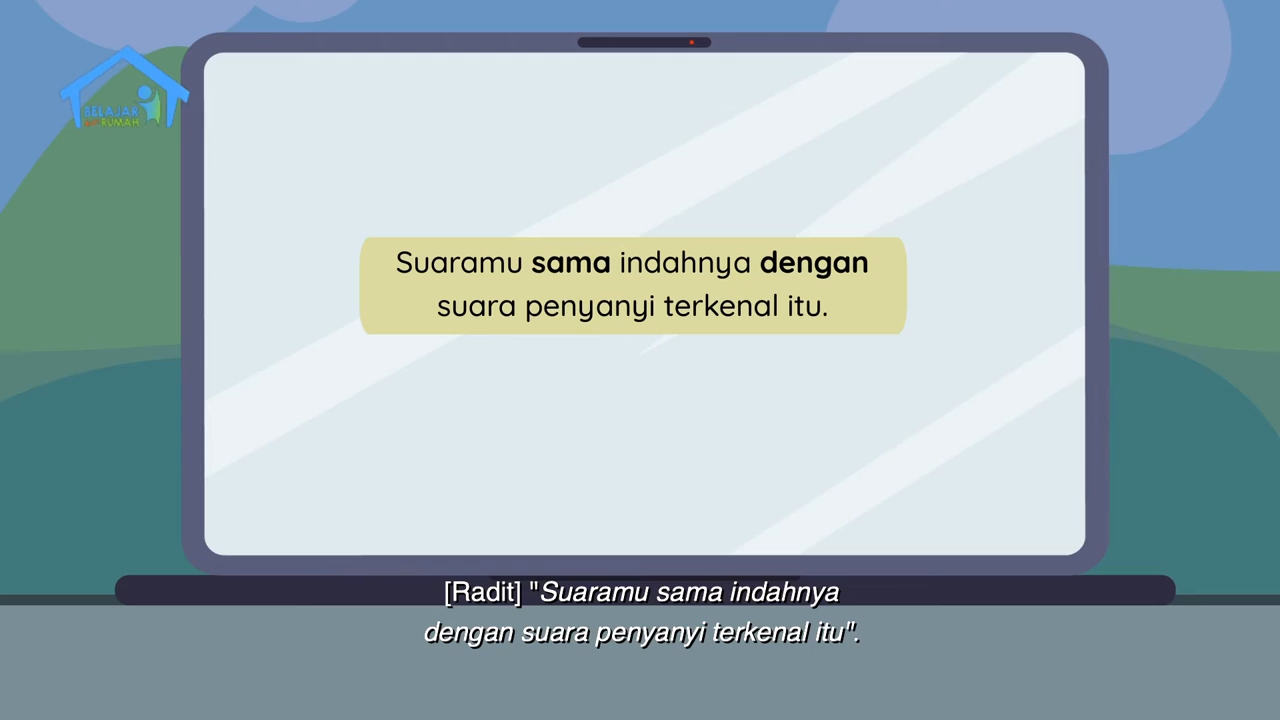 BELAJAR
DARI RUMAH
Suaramu sama indahnya dengan
suara penyanyi terkenal itu.
[Radit] "Suaramu sama indahnya
dengan suara penyanyi terkenal itu".